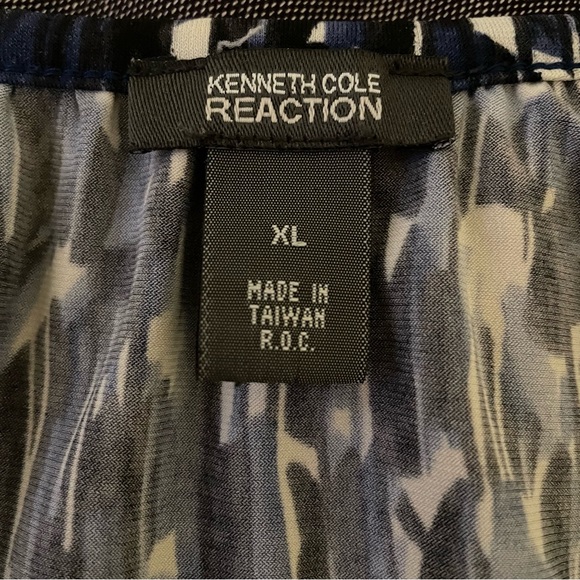 KENNETH COLE
REACTION
XL
MADE IN
TAIWAN
R.O.C.